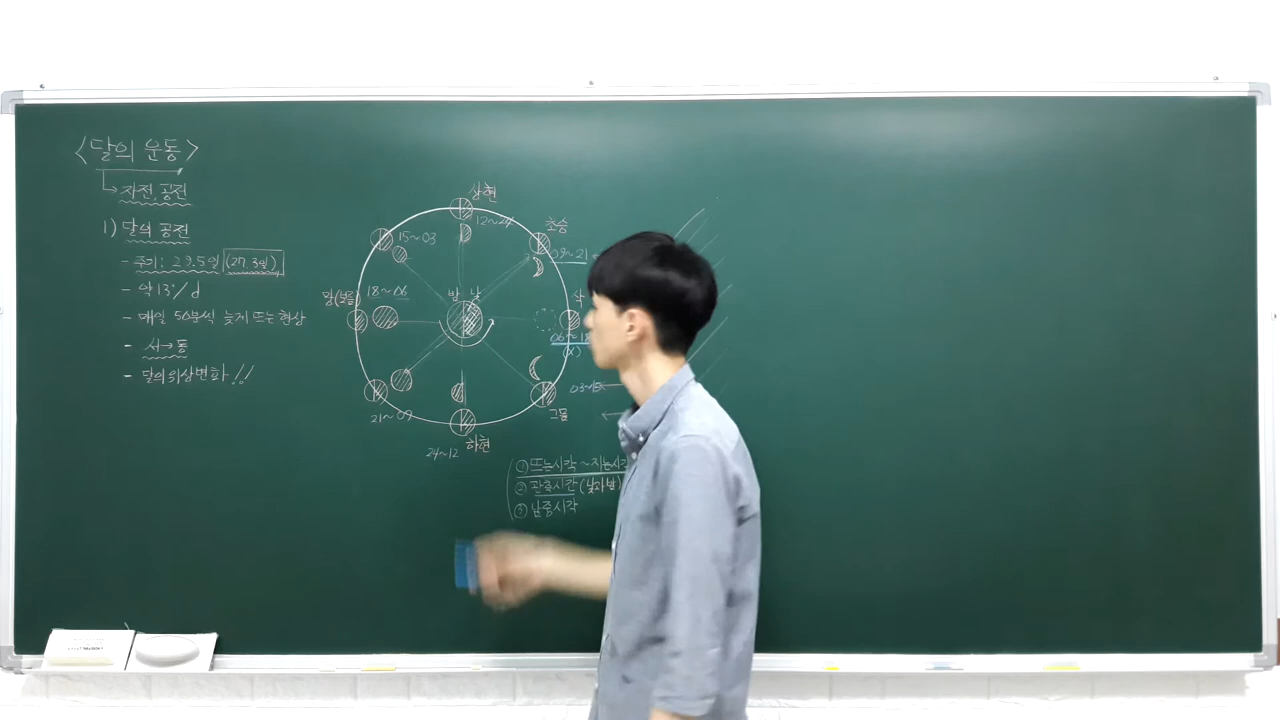 <달의 운동>
↳ 자전, 공전
1) 달의 공전
- 주기: 29.5일 (27.3일)
- 약 13°/d
- 매일 50분씩 늦게 뜨는 현상
- 서→동
- 달의 위상변화!!
상현
12~24
초승
09~21
15~03
망(보름)
18~06
밤 낮
삭
06~18
(X)
03~15
그믐
21~09
하현
24~12
① 뜨는시각 ~ 지는시각
② 관측시간 (낮과 밤)
③ 남중시각